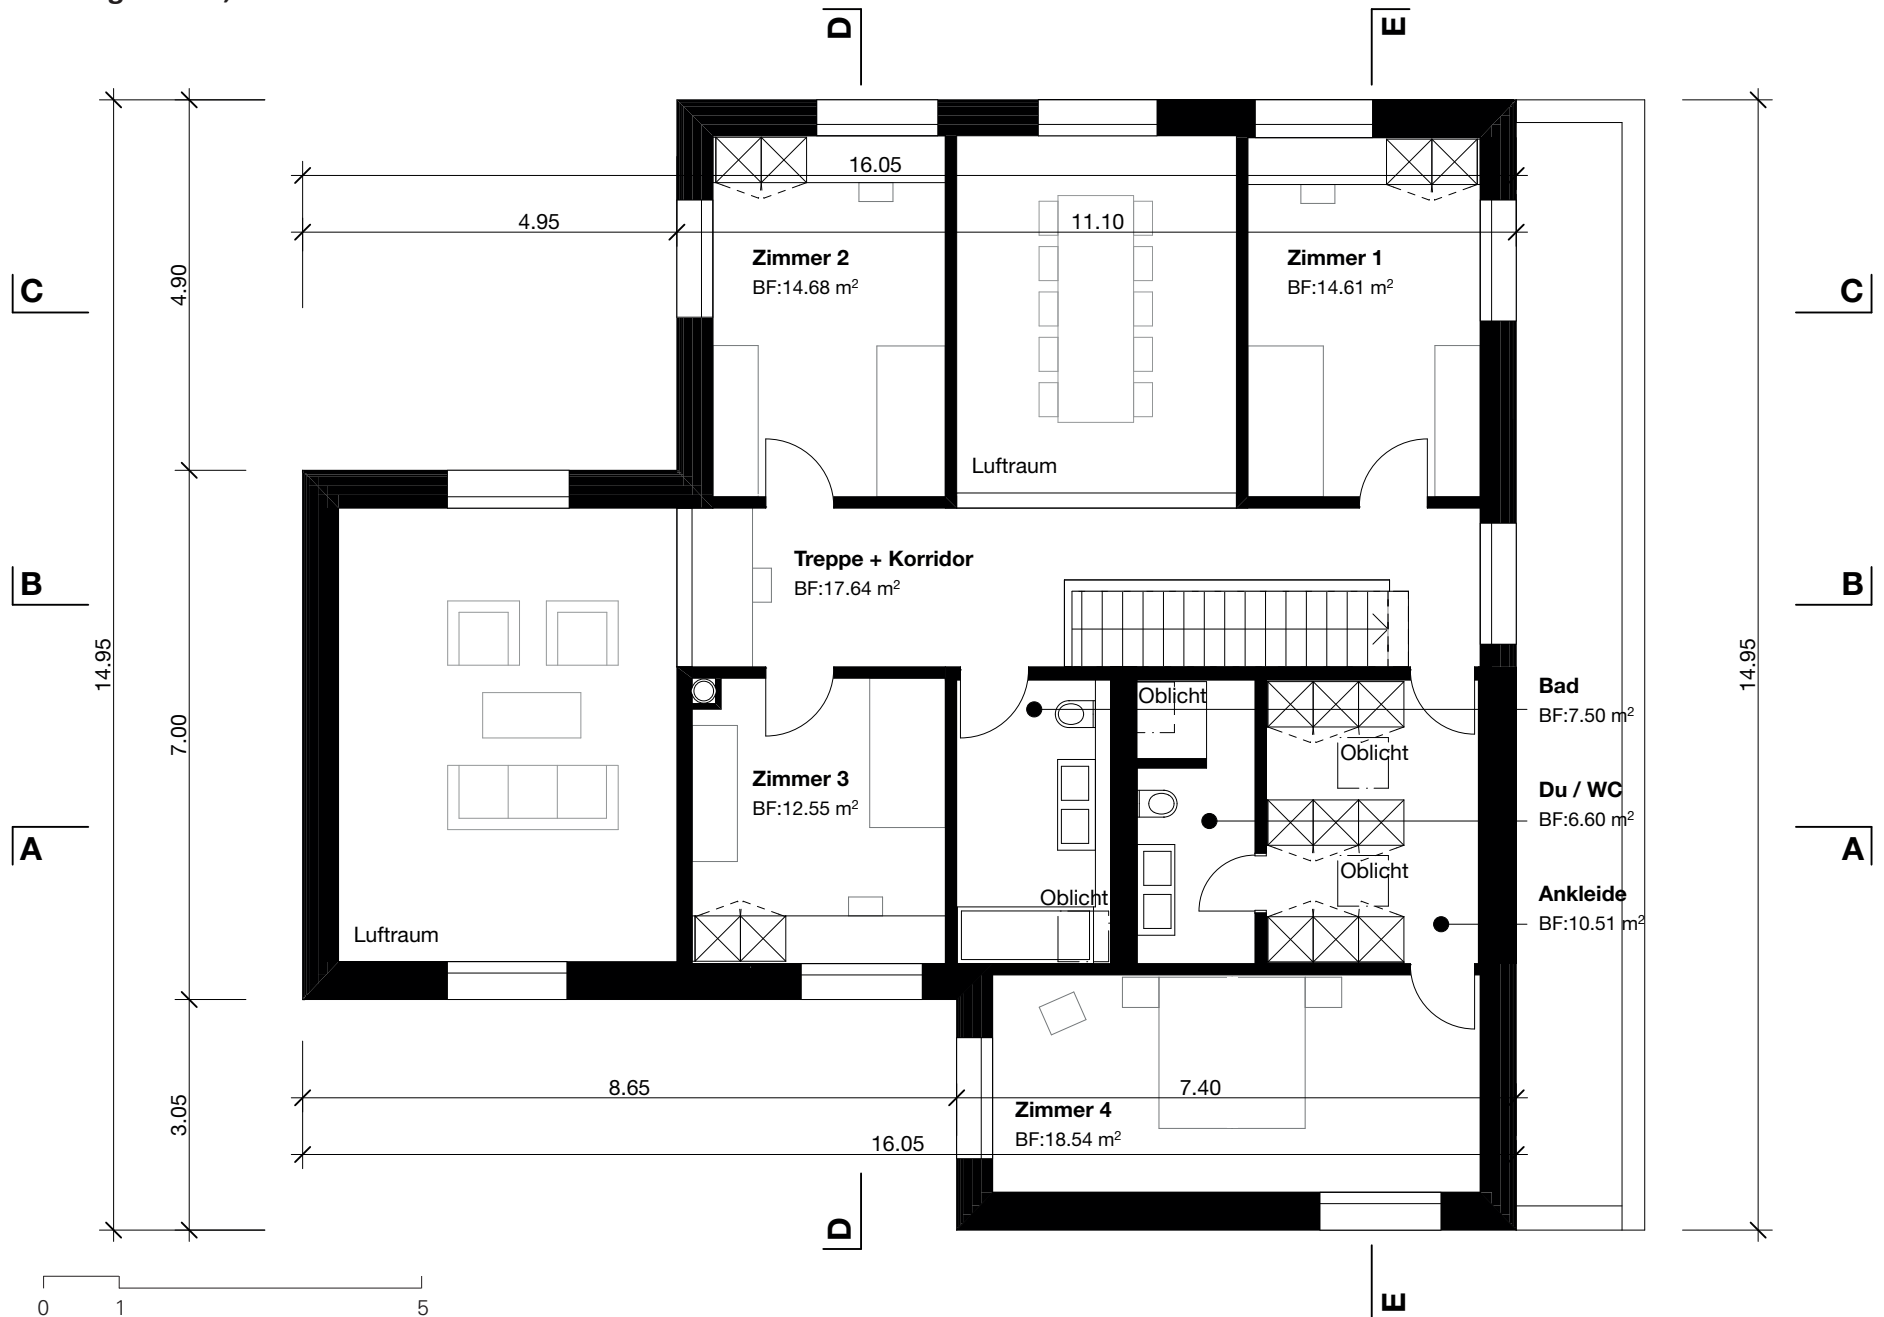 D
E
16.05
4.95
11.10
Zimmer 2
BF:14.68 m²
Zimmer 1
BF:14.61 m²
C
C
4.90
Luftraum
Treppe + Korridor
BF:17.64 m²
B
B
14.95
14.95
7.00
Oblicht
Bad
BF:7.50 m²
Oblicht
Zimmer 3
BF:12.55 m²
Du / WC
BF:6.60 m²
A
A
Oblicht
Oblicht
Ankleide
BF:10.51 m²
Luftraum
8.65
7.40
3.05
Zimmer 4
BF:18.54 m²
16.05
D
E
0 1 5